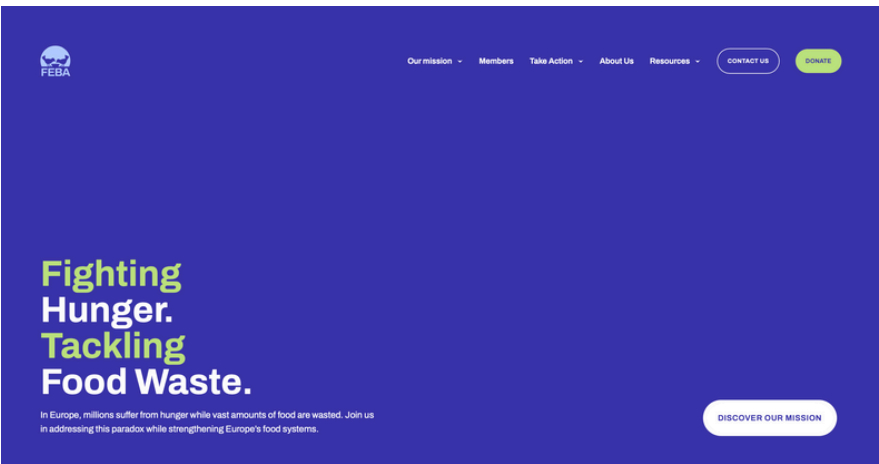 FEBA
Our mission
Members
Take Action
About Us
Resources
CONTACT US
DONATE
Fighting
Hunger.
Tackling
Food Waste.
In Europe, millions suffer from hunger while vast amounts of food are wasted. Join us
in addressing this paradox while strengthening Europe's food systems.
DISCOVER OUR MISSION